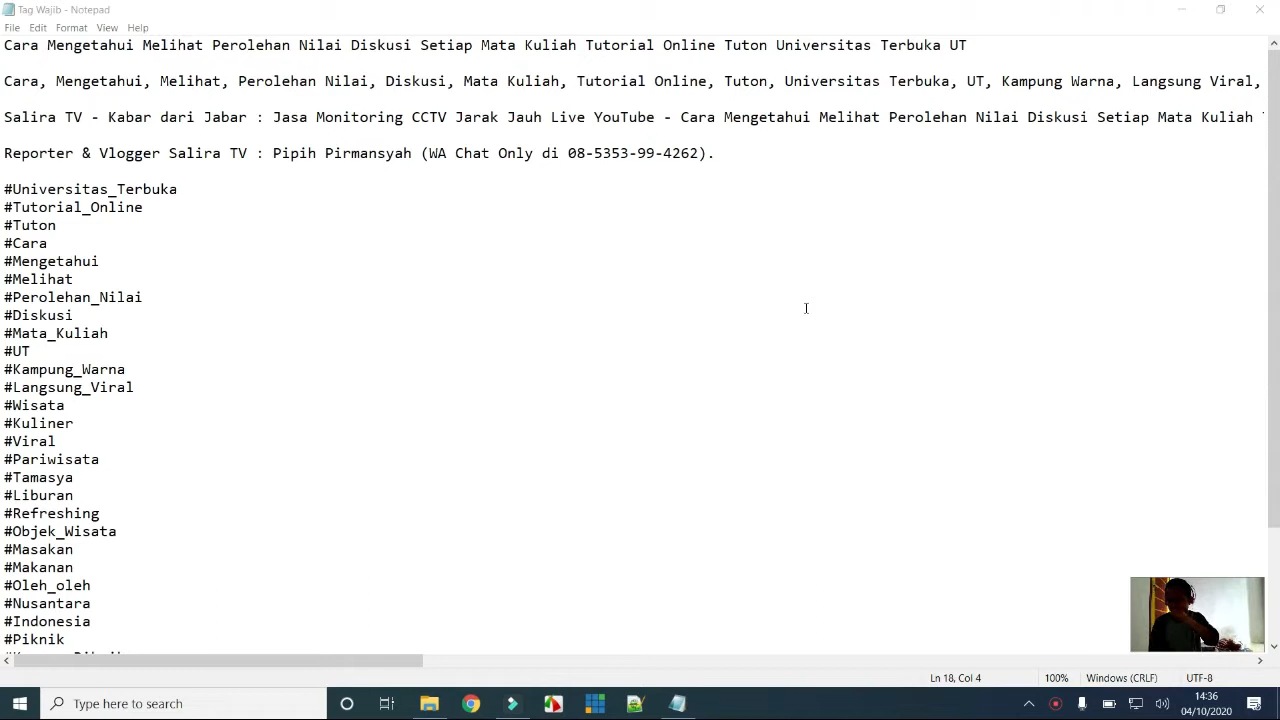 Tag Wajib - Notepad
File Edit Format View Help
Cara Mengetahui Melihat Perolehan Nilai Diskusi Setiap Mata Kuliah Tutorial Online Tuton Universitas Terbuka UT
Cara, Mengetahui, Melihat, Perolehan Nilai, Diskusi, Mata Kuliah, Tutorial Online, Tuton, Universitas Terbuka, UT, Kampung Warna, Langsung Viral,
Salira TV - Kabar dari Jabar : Jasa Monitoring CCTV Jarak Jauh Live YouTube - Cara Mengetahui Melihat Perolehan Nilai Diskusi Setiap Mata Kuliah
Reporter & Vlogger Salira TV : Pipih Pirmansyah (WA Chat Only di 08-5353-99-4262).
#Universitas_Terbuka
#Tutorial_Online
#Tuton
#Cara
#Mengetahui
#Melihat
#Perolehan_Nilai
#Diskusi
#Mata_Kuliah
#UT
#Kampung_Warna
#Langsung_Viral
#Wisata
#Kuliner
#Viral
#Pariwisata
#Tamasya
#Liburan
#Refreshing
#Objek_Wisata
#Masakan
#Makanan
#Oleh_oleh
#Nusantara
#Indonesia
#Piknik
Ln 18, Col 4 100% Windows (CRLF) UTF-8
Type here to search
14:36
04/10/2020